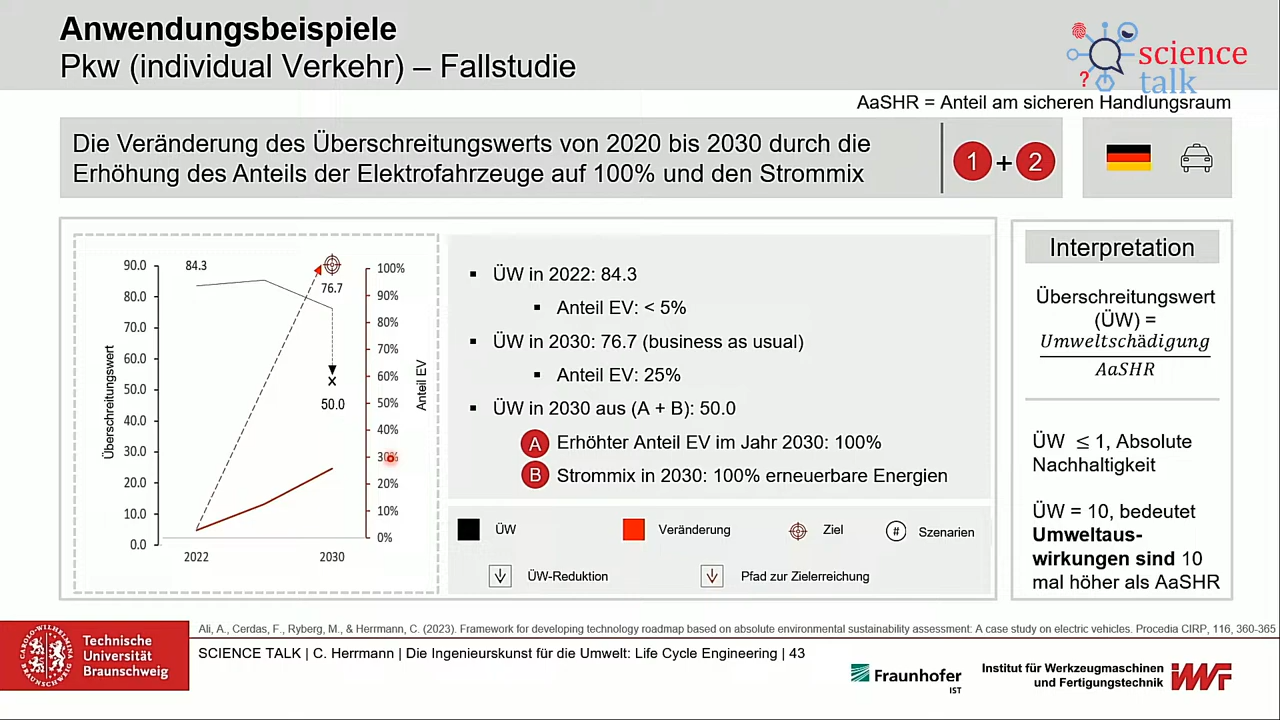 Anwendungsbeispiele
Pkw (individual Verkehr) – Fallstudie
science
talk
?
AaSHR = Anteil am sicheren Handlungsraum
Die Veränderung des Überschreitungswerts von 2020 bis 2030 durch die
Erhöhung des Anteils der Elektrofahrzeuge auf 100% und den Strommix
1 + 2
Überschreitungswert
90.0
80.0
70.0
60.0
50.0
40.0
30.0
20.0
10.0
0.0
84.3
76.7
x
50.0
2022
2030
100%
90%
80%
70%
60%
50%
40%
30%
20%
10%
0%
Anteil EV
▪ ÜW in 2022: 84.3
▪ Anteil EV: < 5%
▪ ÜW in 2030: 76.7 (business as usual)
▪ Anteil EV: 25%
▪ ÜW in 2030 aus (A + B): 50.0
A Erhöhter Anteil EV im Jahr 2030: 100%
B Strommix in 2030: 100% erneuerbare Energien
ÜW
Veränderung
Ziel
# Szenarien
ÜW-Reduktion
Pfad zur Zielerreichung
Interpretation
Überschreitungswert
(ÜW) =
Umweltschädigung
AaSHR
ÜW ≤ 1, Absolute
Nachhaltigkeit
ÜW = 10, bedeutet
Umweltaus-
wirkungen sind 10
mal höher als AaSHR
Ali, A., Cerdas, F., Ryberg, M., & Herrmann, C. (2023). Framework for developing technology roadmap based on absolute environmental sustainability assessment: A case study on electric vehicles. Procedia CIRP, 116, 360-365
SCIENCE TALK | C. Herrmann | Die Ingenieurskunst für die Umwelt: Life Cycle Engineering | 43
Technische
Universität
Braunschweig
Fraunhofer
IST
Institut für Werkzeugmaschinen
und Fertigungstechnik
IWF